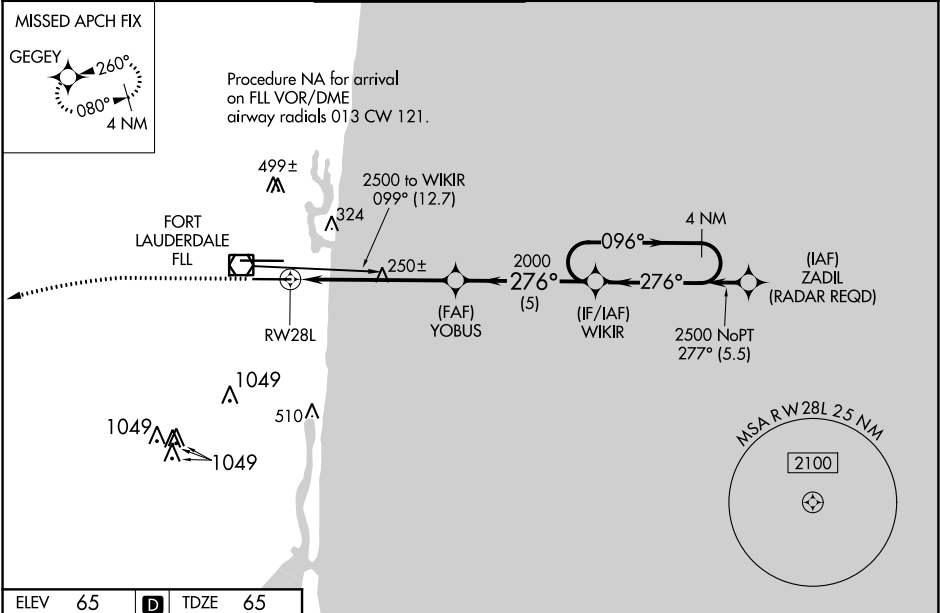 MISSED APCH FIX
GEGEY
260°
080°
4 NM
Procedure NA for arrival
on FLL VOR/DME
airway radials 013 CW 121.
499±
2500 to WIKIR
099° (12.7)
324
4 NM
FORT
LAUDERDALE
FLL
096°
250±
2000
276°
(5)
276°
(IAF)
ZADIL
(RADAR REQD)
(FAF)
YOBUS
(IF/IAF)
WIKIR
RW28L
2500 NoPT
277° (5.5)
1049
510
1049
1049
MSA RW28L 25 NM
2100
ELEV 65 D TDZE 65